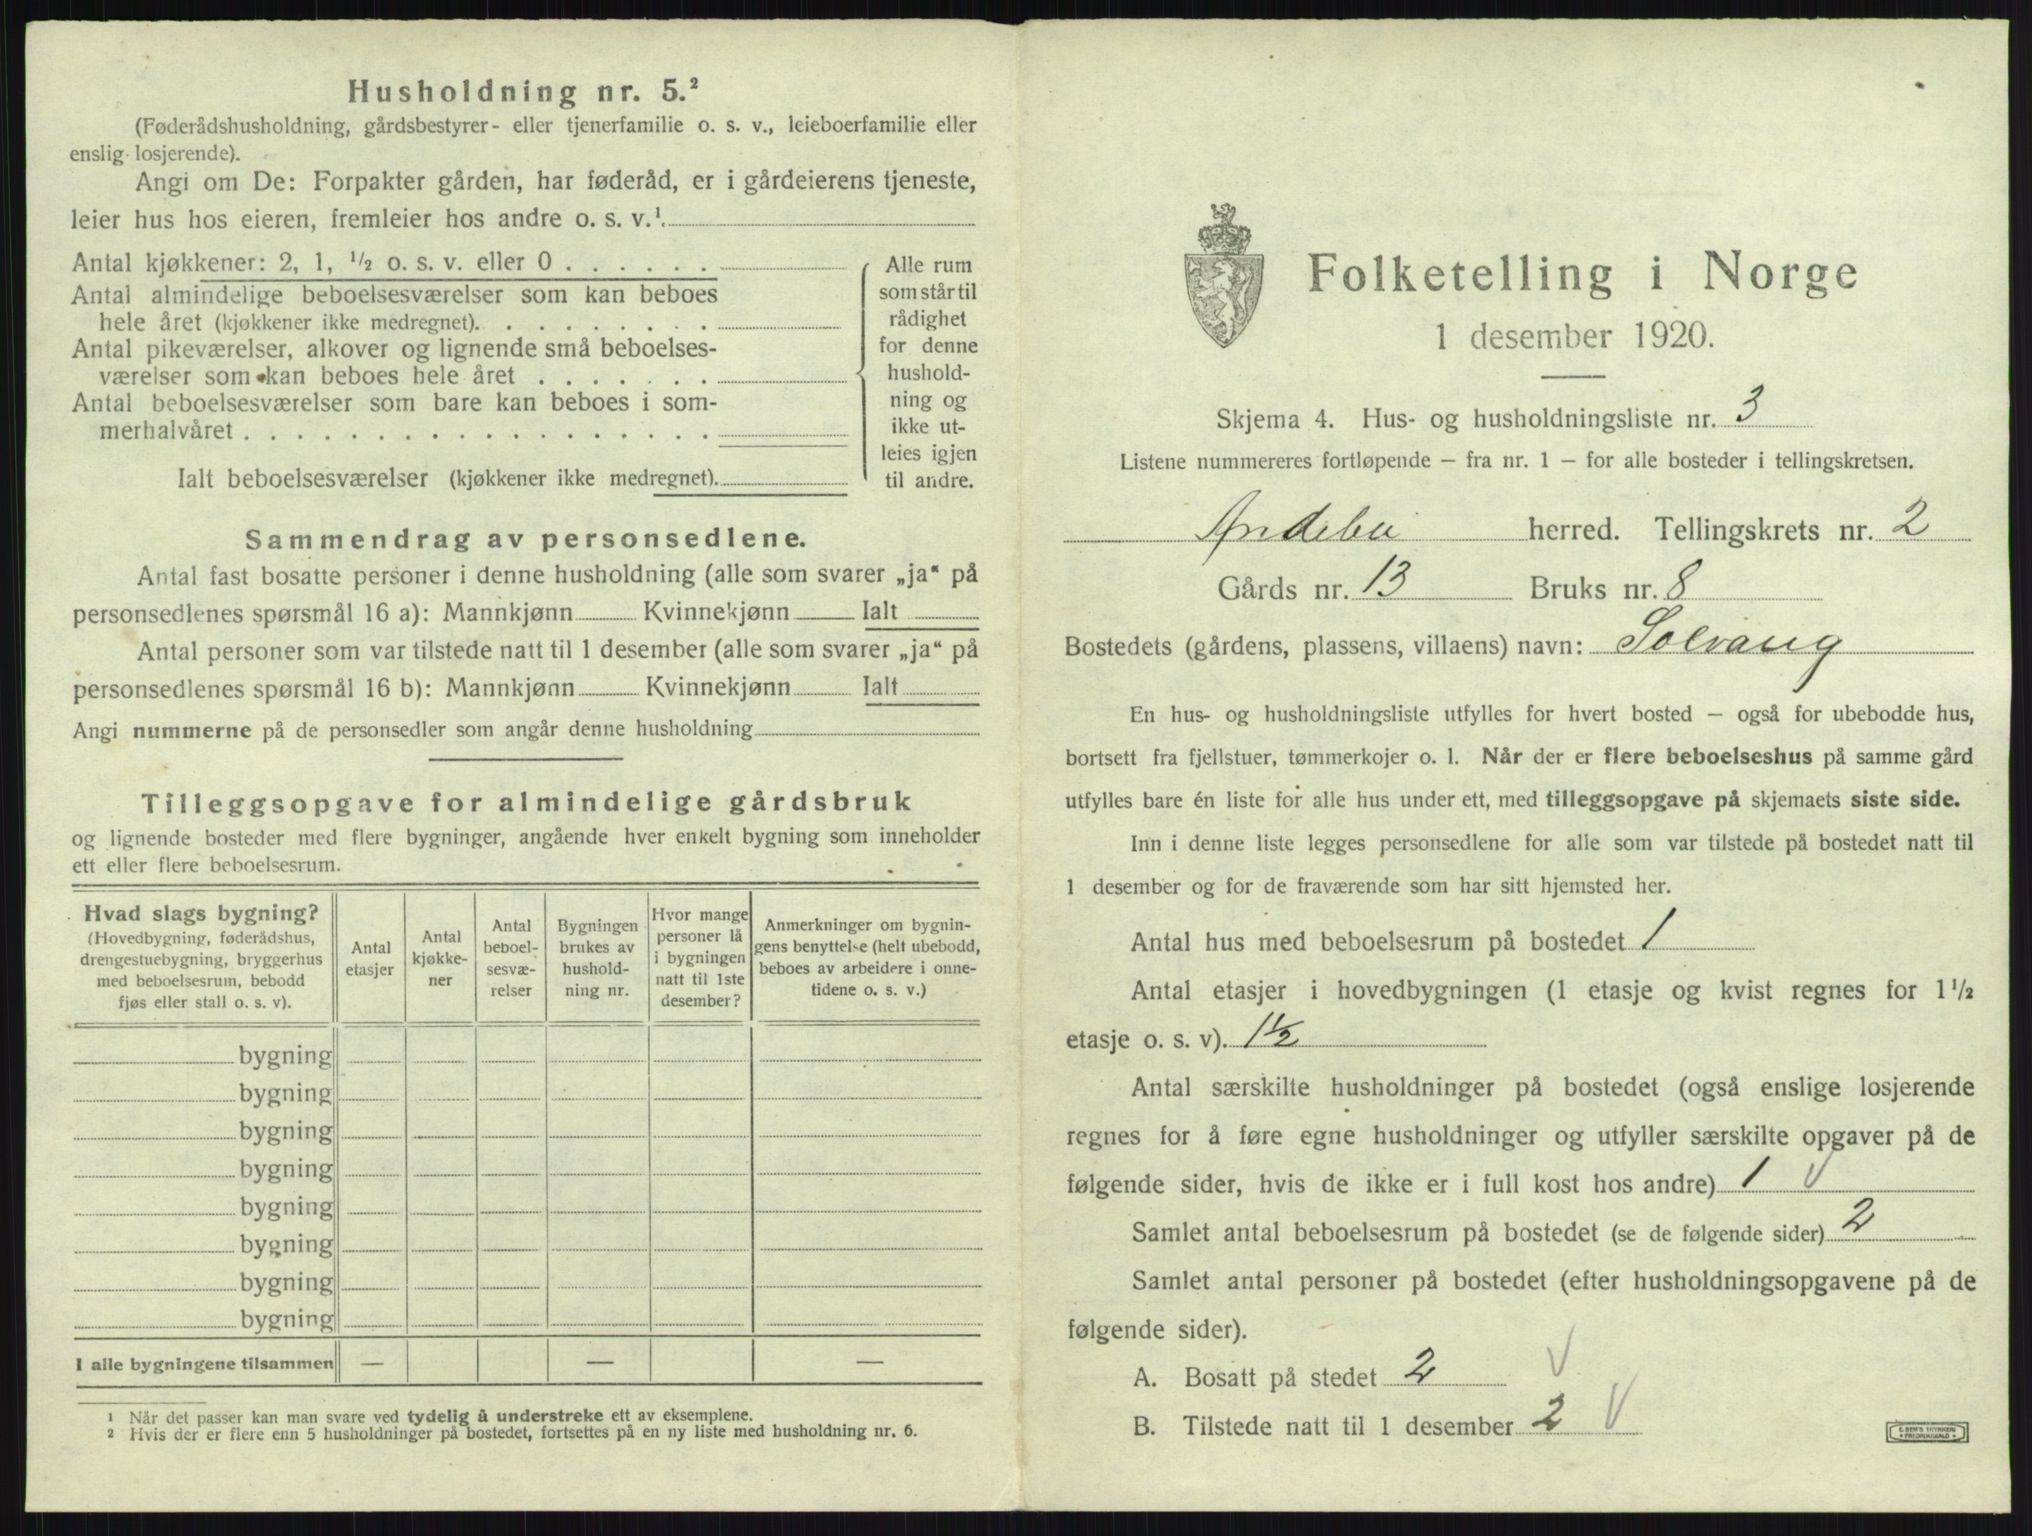 Husholdning nr. 5.²
(Føderådshusholdning, gårdsbestyrer- eller tjenerfamilie o. s. v., leieboerfamilie eller
enslig losjerende).
Angi om De: Forpakter gården, har føderåd, er i gårdeierens tjeneste,
leier hus hos eieren, fremleier hos andre o. s. v.¹.
Antal kjøkkener: 2, 1, ½ o. s. v. eller 0 . . . . . .
Antal almindelige beboelsesværelser som kan beboes
hele året (kjøkkener ikke medregnet). . . . . . . . .
Antal pikeværelser, alkover og lignende små beboelses-
værelser som kan beboes hele året . . . . . . .
Antal beboelsesværelser som bare kan beboes i som-
merhalvåret . . . . . . . . . . . . . . . . . .
Ialt beboelsesværelser (kjøkkener ikke medregnet).
Alle rum
som står til
rådighet
for denne
hushold-
ning og
ikke ut-
leies igjen
til andre.
Sammendrag av personsedlene.
Antal fast bosatte personer i denne husholdning (alle som svarer „ja“ på
personsedlenes spørsmål 16 a): Mannkjønn Kvinnekjønn Ialt
Antal personer som var tilstede natt til 1 desember (alle som svarer „ja“ på
personsedlenes spørsmål 16 b): Mannkjønn Kvinnekjønn Ialt
Angi nummerne på de personsedler som angår denne husholdning
Tilleggsopgave for almindelige gårdsbruk
og lignende bosteder med flere bygninger, angående hver enkelt bygning som inneholder
ett eller flere beboelsesrum.
Hvad slags bygning?
(Hovedbygning, føderådshus,
drengestuebygning, bryggerhus
med beboelsesrum, bebodd
fjøs eller stall o. s. v).
Antal
etasjer
Antal
kjøkke-
ner
Antal
beboel-
sesvæ-
relser
Bygningen
brukes av
hushold-
ning nr.
Hvor mange
personer lå
i bygningen
natt til 1ste
desember?
Anmerkninger om bygnin-
gens benyttelse (helt ubebodd,
beboes av arbeidere i onne-
tidene o. s. v.)
bygning
bygning
bygning
bygning
bygning
bygning
bygning
bygning
I alle bygningene tilsammen — — —
¹ Når det passer kan man svare ved tydelig å understreke ett av eksemplene.
² Hvis der er flere enn 5 husholdninger på bostedet, fortsettes på en ny liste med husholdning nr. 6.
Folketelling i Norge
1 desember 1920.
Skjema 4. Hus- og husholdningsliste nr. 3
Listene nummereres fortløpende – fra nr. 1 – for alle bosteder i tellingskretsen.
Andebu herred. Tellingskrets nr. 2
Gårds nr. 13 Bruks nr. 8
Bostedets (gårdens, plassens, villaens) navn: Solvang
En hus- og husholdningsliste utfylles for hvert bosted – også for ubebodde hus,
bortsett fra fjellstuer, tømmerkojer o. l. Når der er flere beboelseshus på samme gård
utfylles bare én liste for alle hus under ett, med tilleggsopgave på skjemaets siste side.
Inn i denne liste legges personsedlene for alle som var tilstede på bostedet natt til
1 desember og for de fraværende som har sitt hjemsted her.
Antal hus med beboelsesrum på bostedet 1
Antal etasjer i hovedbygningen (1 etasje og kvist regnes for 1½
etasje o. s. v). 1½
Antal særskilte husholdninger på bostedet (også enslige losjerende
regnes for å føre egne husholdninger og utfyller særskilte opgaver på de
følgende sider, hvis de ikke er i full kost hos andre) 1 V
Samlet antal beboelsesrum på bostedet (se de følgende sider) 2
Samlet antal personer på bostedet (efter husholdningsopgavene på de
følgende sider).
A. Bosatt på stedet 2 V
B. Tilstede natt til 1 desember 2 V